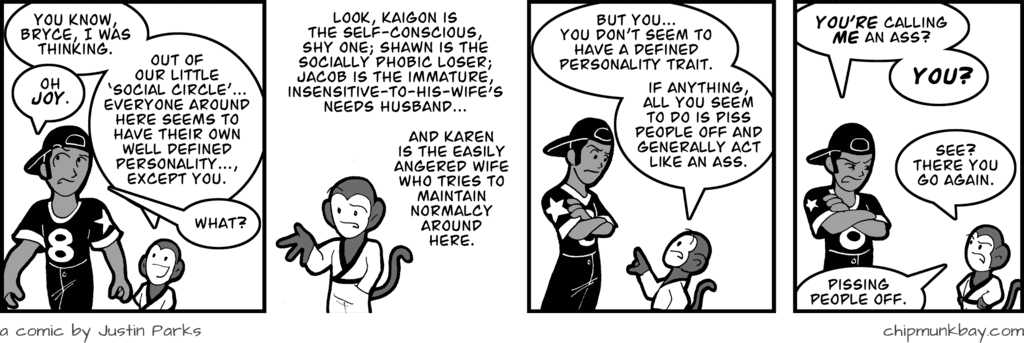 YOU KNOW,
BRYCE, I WAS
THINKING.
OH
JOY.
OUT OF
OUR LITTLE
'SOCIAL CIRCLE'...
EVERYONE AROUND
HERE SEEMS TO
HAVE THEIR OWN
WELL DEFINED
PERSONALITY...,
EXCEPT YOU.
WHAT?
8
LOOK, KAIGON IS
THE SELF-CONSCIOUS,
SHY ONE; SHAWN IS THE
SOCIALLY PHOBIC LOSER;
JACOB IS THE IMMATURE,
INSENSITIVE-TO-HIS-WIFE'S
NEEDS HUSBAND...
AND KAREN
IS THE EASILY
ANGERED WIFE
WHO TRIES TO
MAINTAIN
NORMALCY
AROUND
HERE.
BUT YOU...
YOU DON'T SEEM TO
HAVE A DEFINED
PERSONALITY TRAIT.
IF ANYTHING,
ALL YOU SEEM
TO DO IS PISS
PEOPLE OFF AND
GENERALLY ACT
LIKE AN ASS.
YOU'RE CALLING
ME AN ASS?
YOU?
SEE?
THERE YOU
GO AGAIN.
PISSING
PEOPLE OFF.
a comic by Justin Parks
chipmunkbay.com